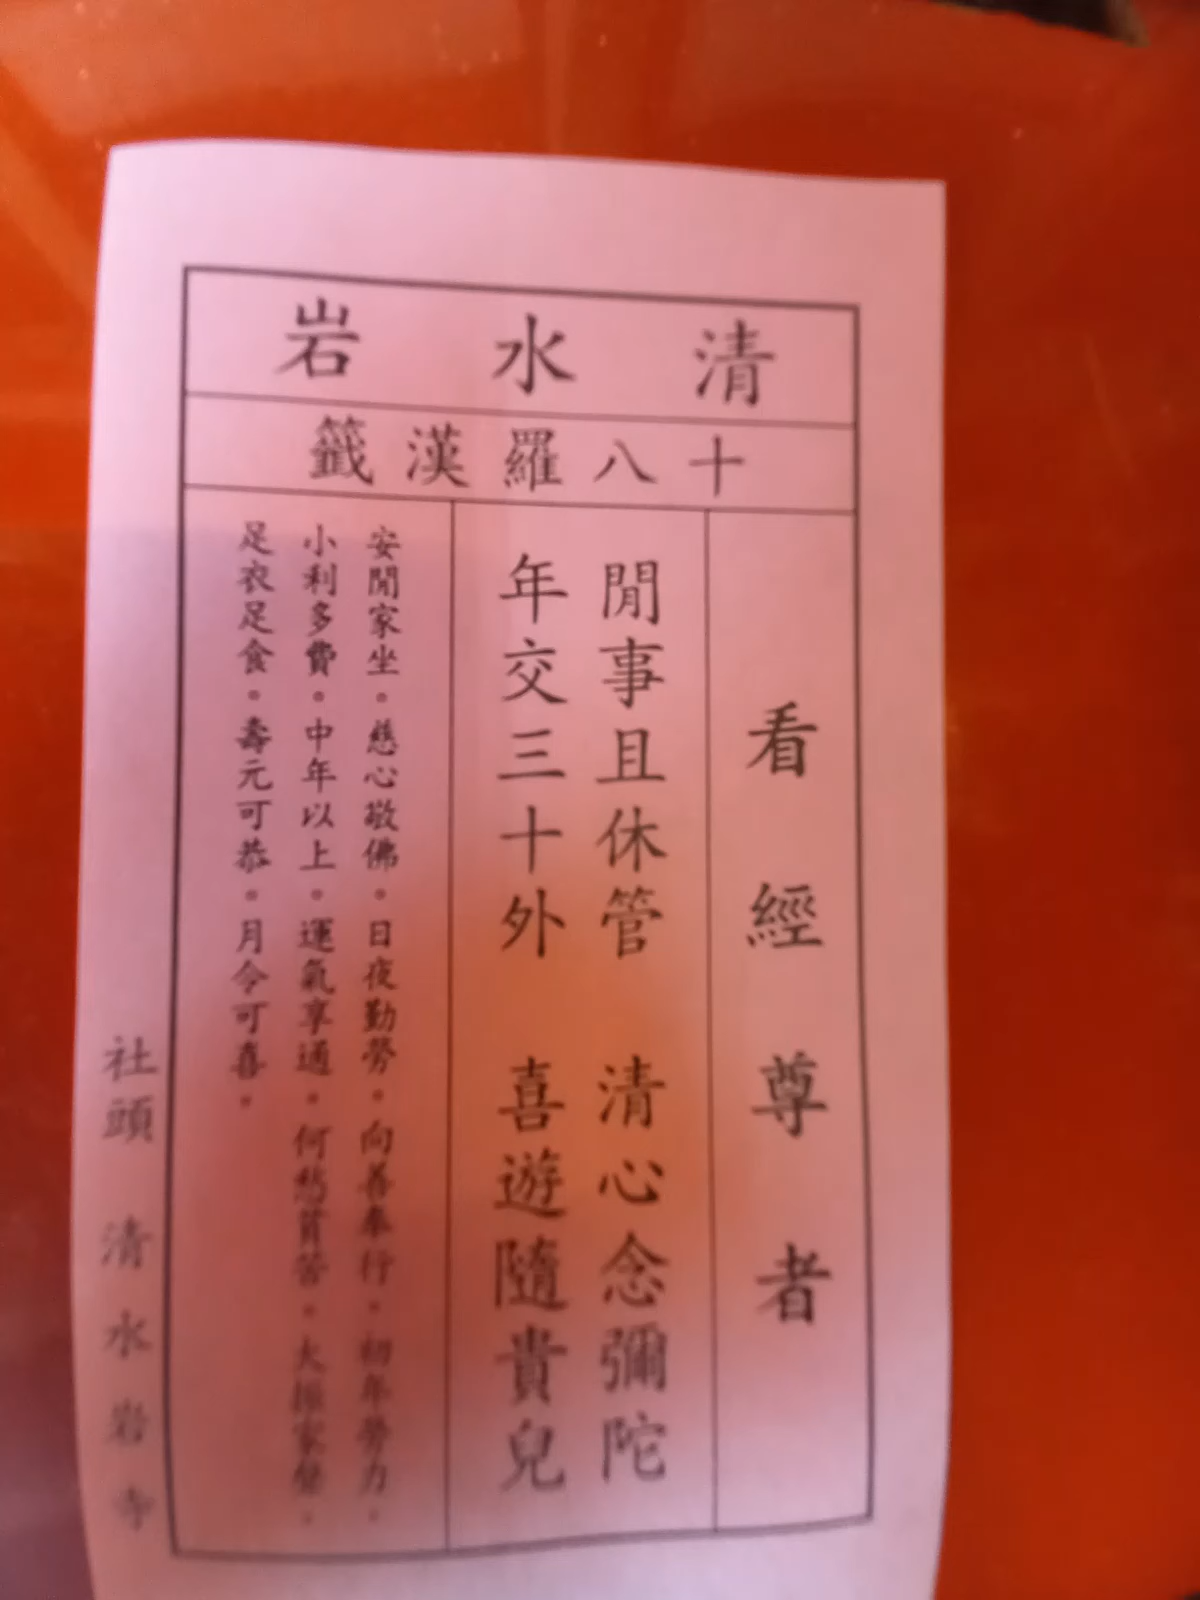 清水岩
十八羅漢籤
看經尊者
閒事且休管　清心念彌陀
年交三十外　喜遊隨貴兒
安閒家坐。慈心敬佛。日夜勤勞。向善奉行。初年勞力。
小利多費。中年以上。運氣享通。何愁苦。大振家聲。
足衣足食。壽元可恭。月令可喜。
社頭　清水岩寺